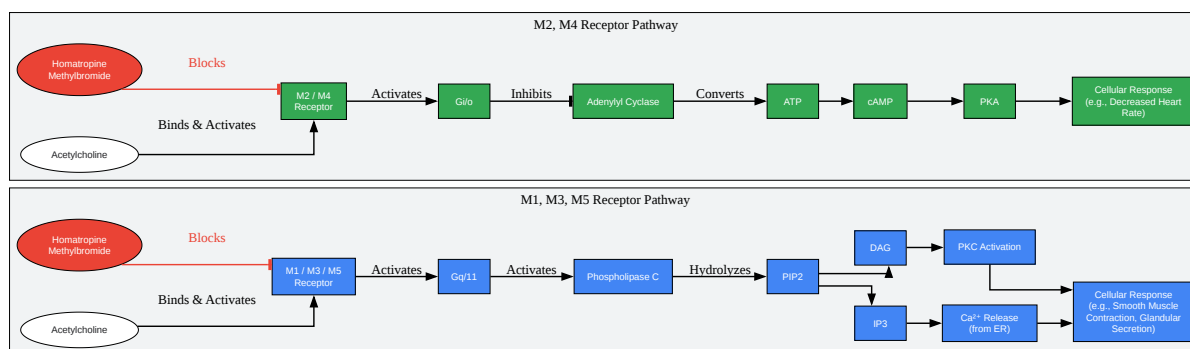 M2, M4 Receptor Pathway
Homatropine
Methylbromide
Blocks
M2 / M4
Receptor
Activates
Gi/o
Inhibits
Adenylyl Cyclase
Converts
ATP
cAMP
PKA
Cellular Response
(e.g., Decreased Heart
Rate)
Binds & Activates
Acetylcholine
M1, M3, M5 Receptor Pathway
Homatropine
Methylbromide
Blocks
M1 / M3 / M5
Receptor
Activates
Gq/11
Activates
Phospholipase C
Hydrolyzes
PIP2
DAG
PKC Activation
IP3
Ca²⁺ Release
(from ER)
Cellular Response
(e.g., Smooth Muscle
Contraction, Glandular
Secretion)
Binds & Activates
Acetylcholine